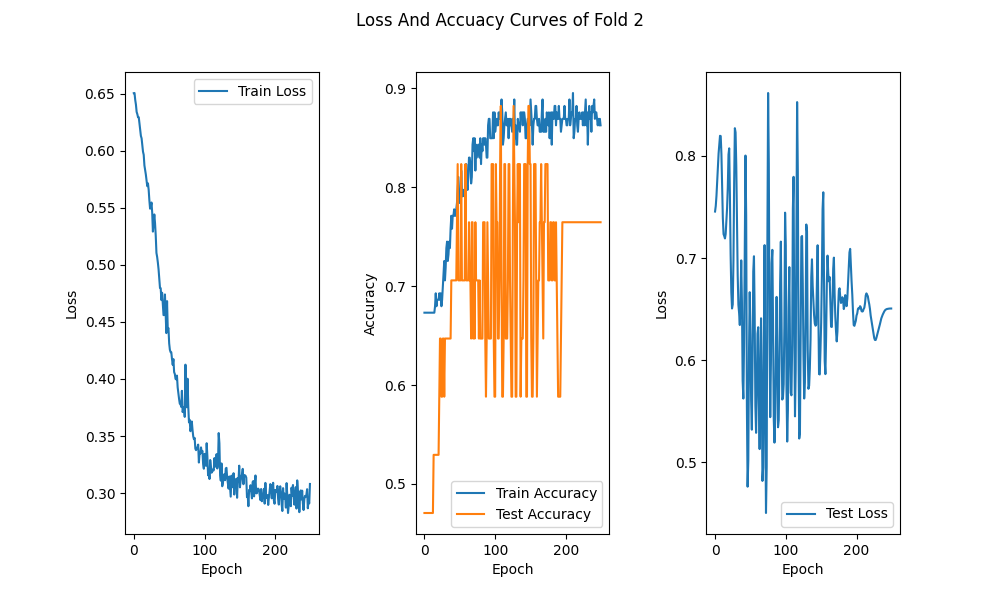 Loss And Accuacy Curves of Fold 2
Loss
0.65
0.60
0.55
0.50
0.45
0.40
0.35
0.30
Train Loss
0
100
200
Epoch
Accuracy
0.9
0.8
0.7
0.6
0.5
Train Accuracy
Test Accuracy
0
100
200
Epoch
Loss
0.8
0.7
0.6
0.5
Test Loss
0
100
200
Epoch